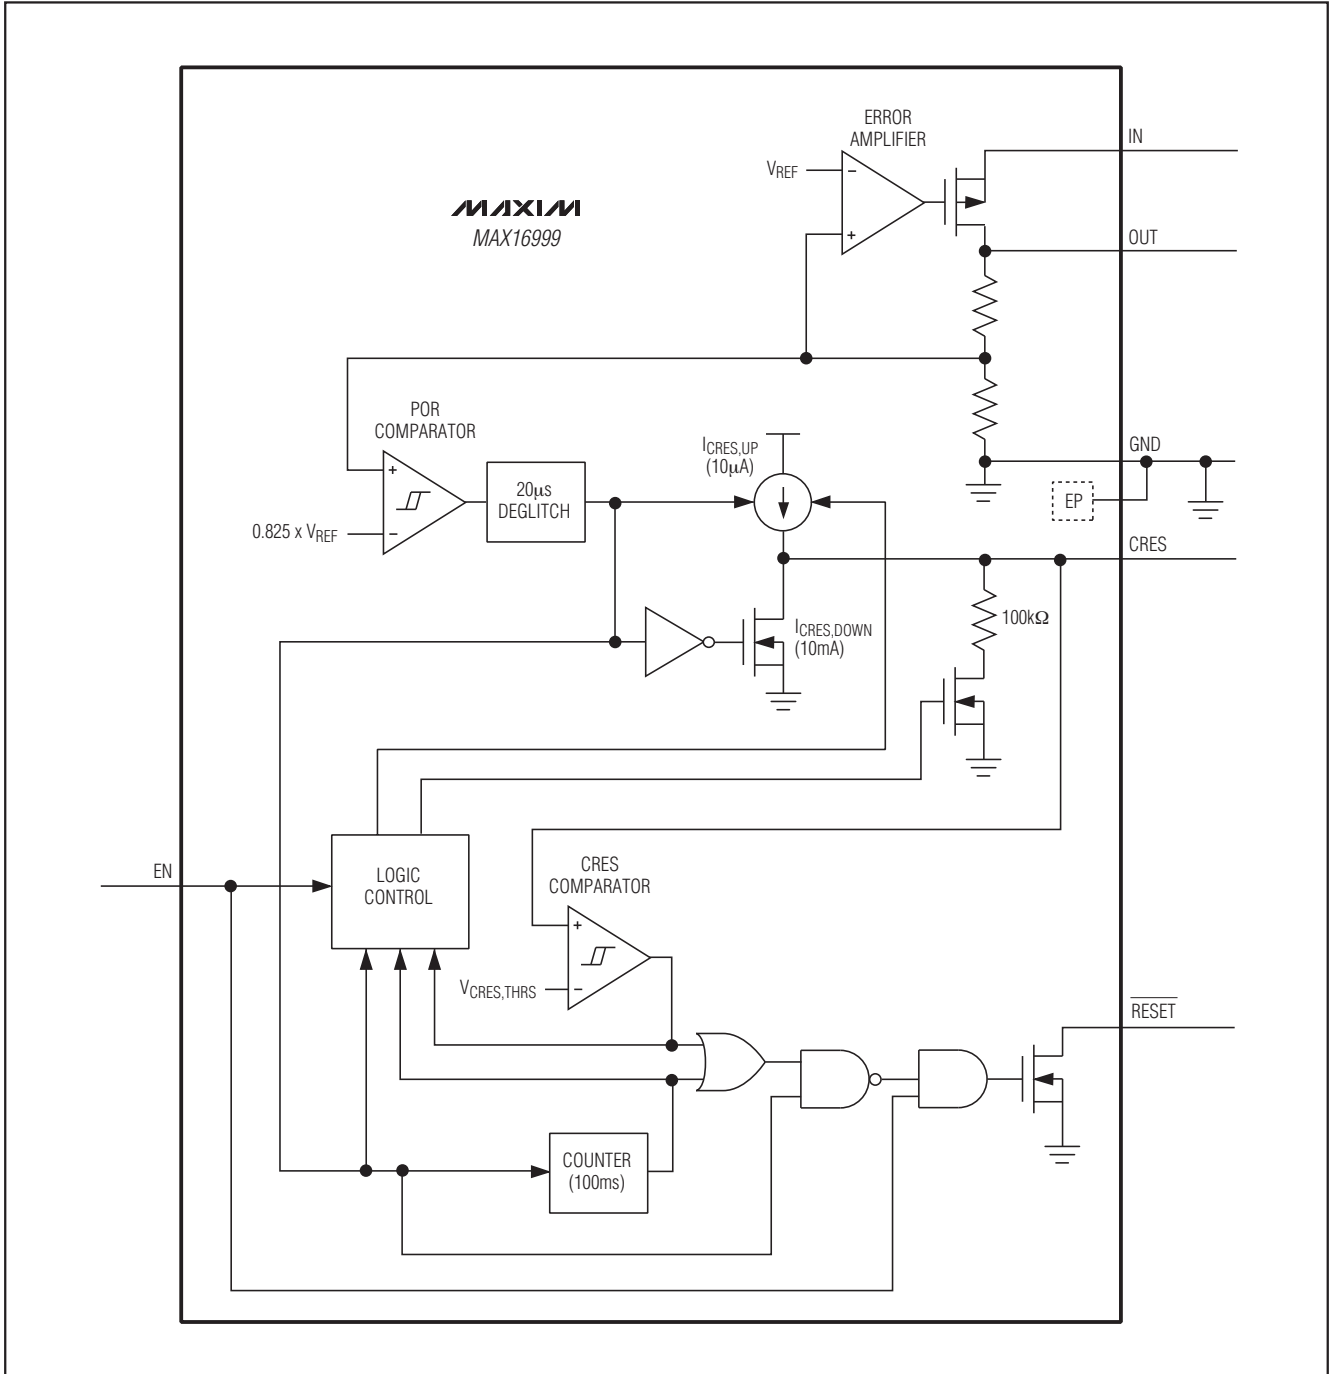 ERROR
AMPLIFIER
IN
VREF
−
+
MAXIM
MAX16999
OUT
POR
COMPARATOR
ICRES,UP
(10µA)
GND
+
−
20µs
DEGLITCH
EP
0.825 x VREF
CRES
100kΩ
ICRES,DOWN
(10mA)
EN
LOGIC
CONTROL
CRES
COMPARATOR
+
−
VCRES,THRS
RESET
COUNTER
(100ms)